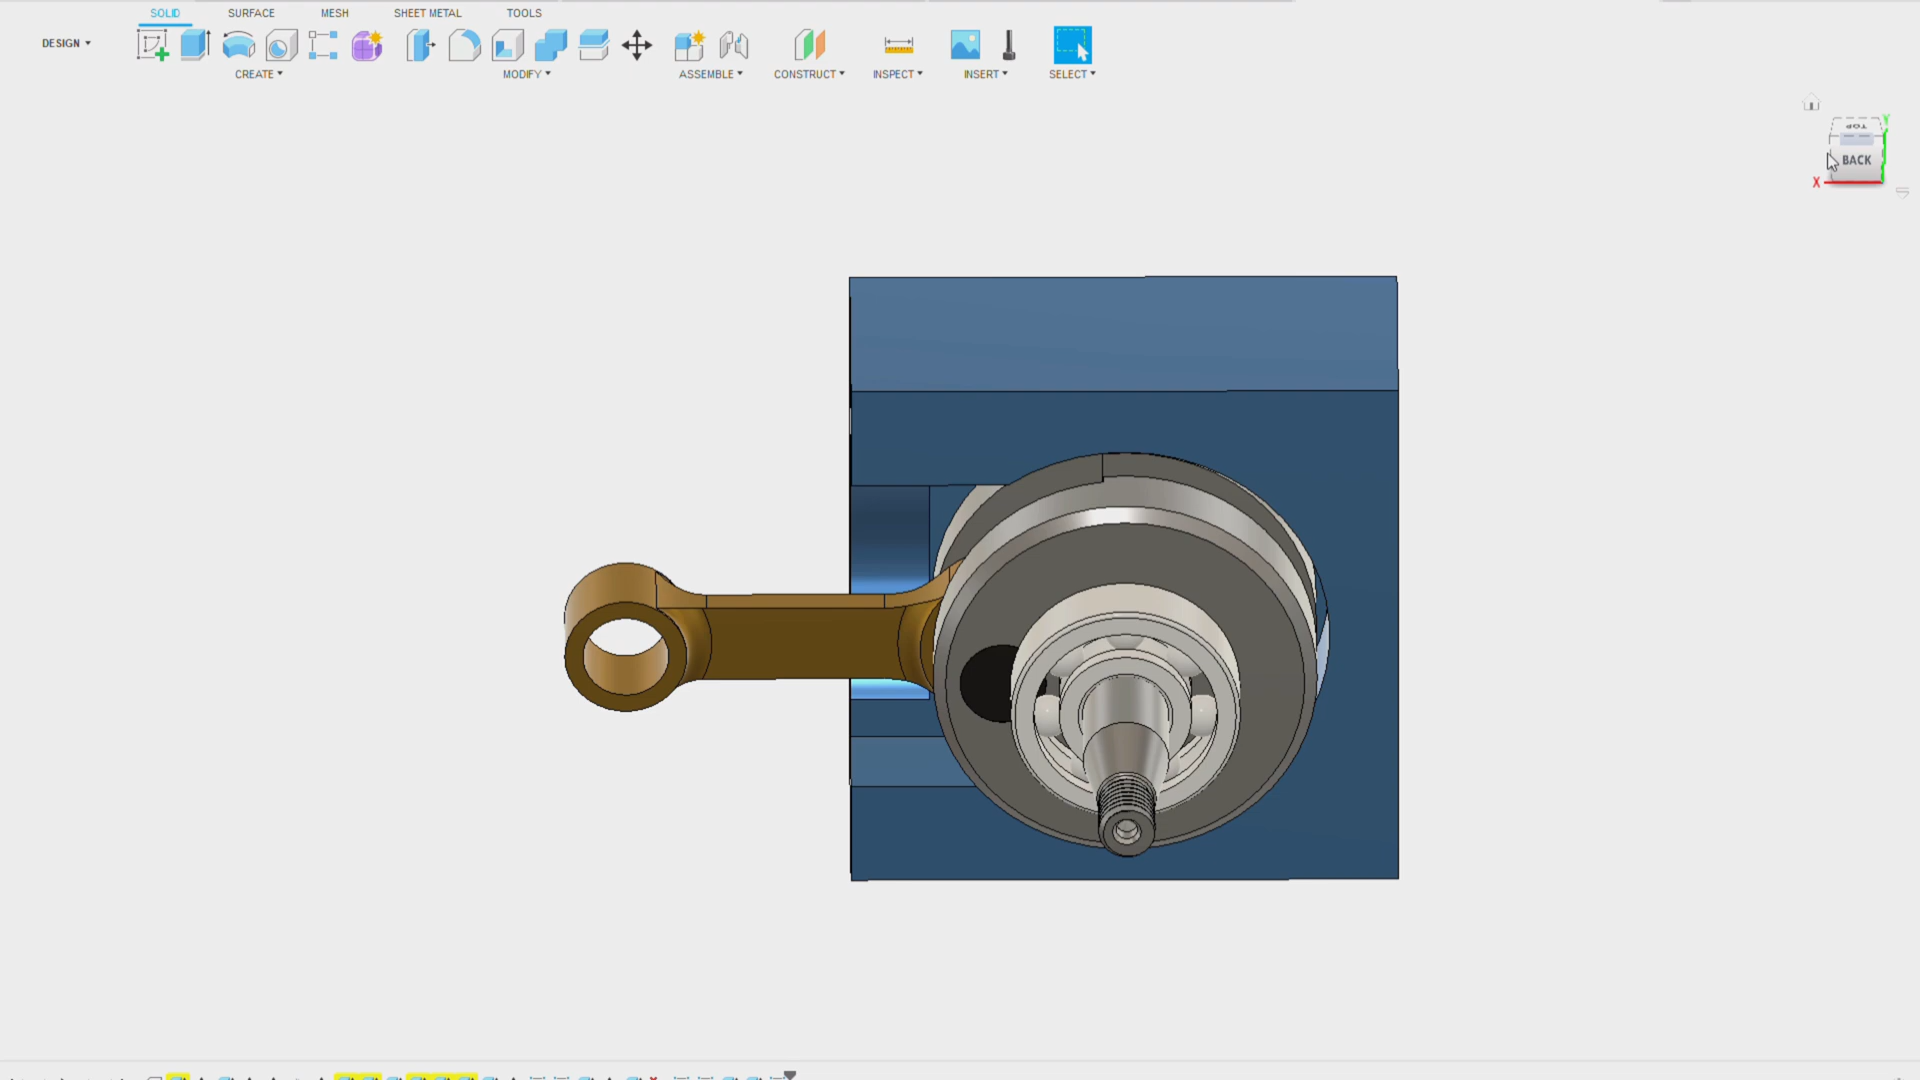 SOLID SURFACE MESH SHEET METAL TOOLS
DESIGN
CREATE MODIFY ASSEMBLE CONSTRUCT INSPECT INSERT SELECT
TOP
BACK
X
Y